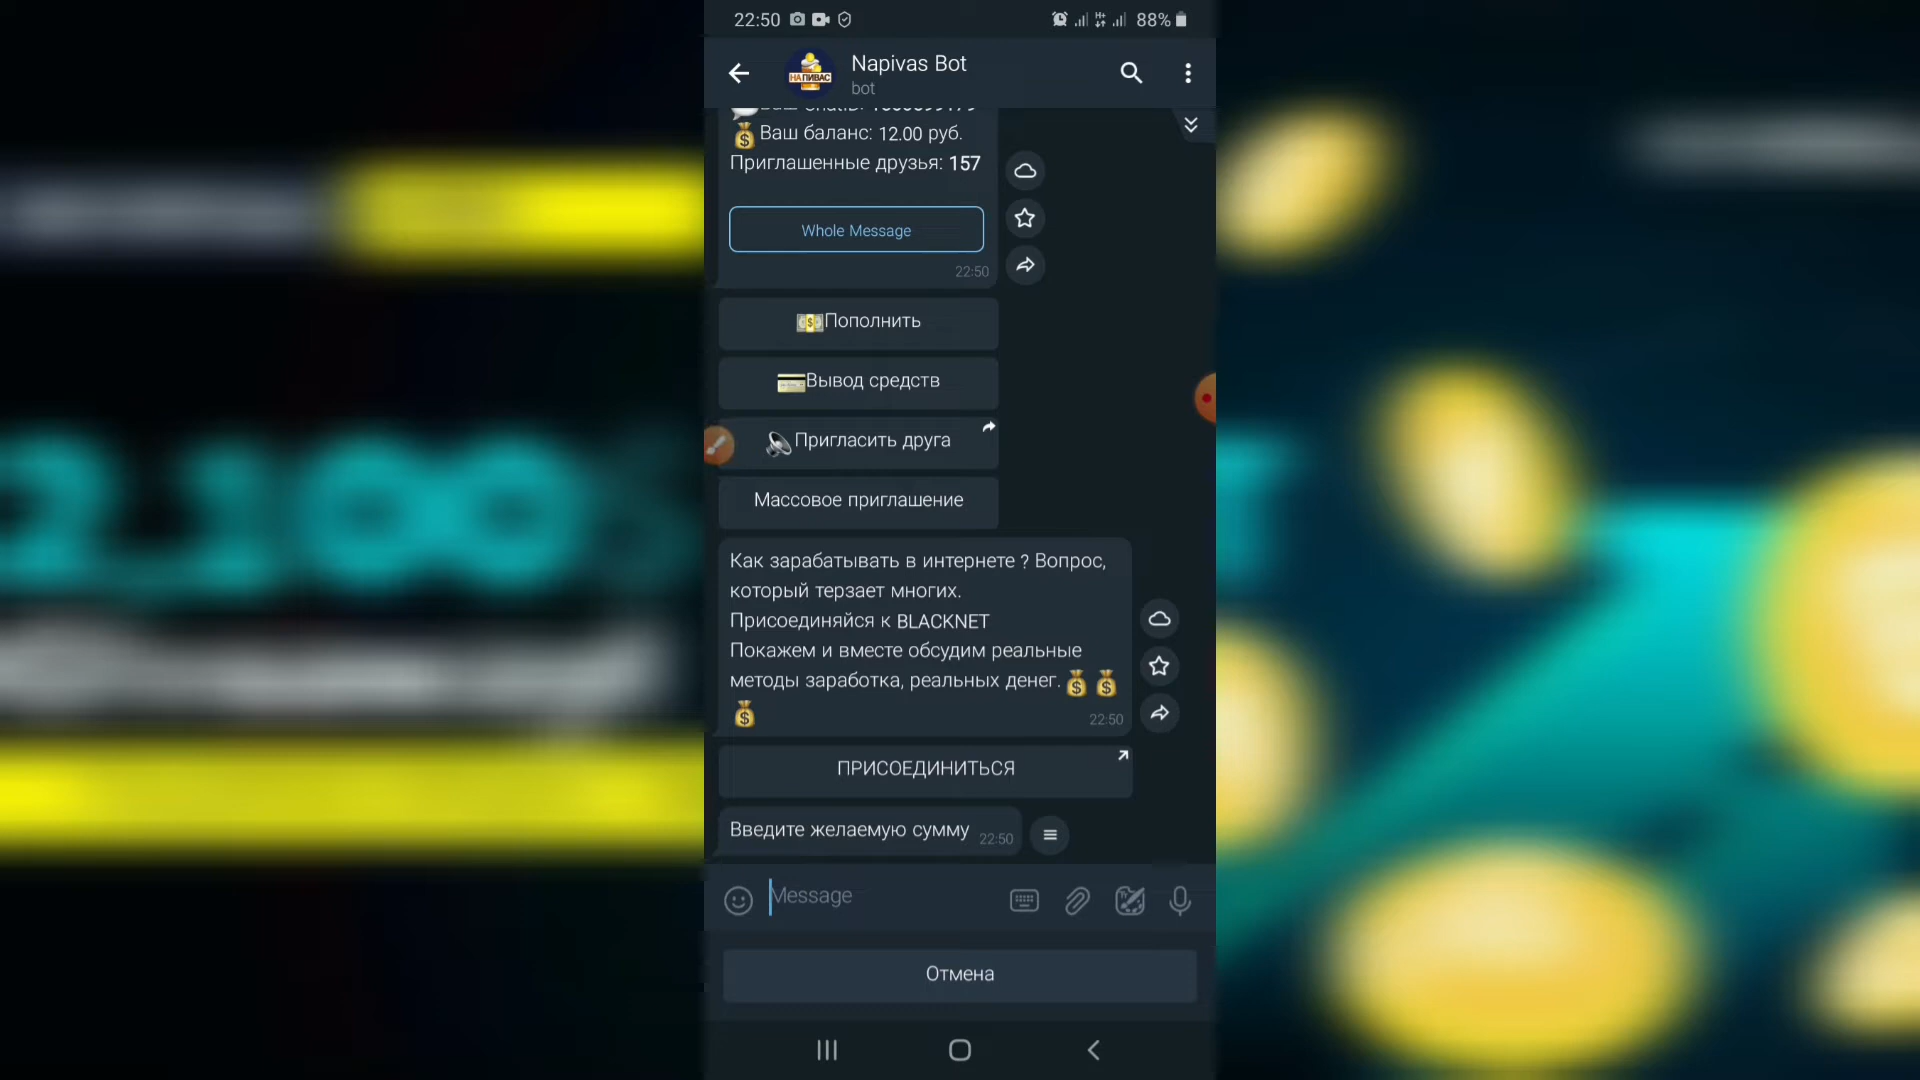 22:50
88%
Napivas Bot
bot
НА ПИВАС
Ваш баланс: 12.00 руб.
Приглашенные друзья: 157
Whole Message
22:50
Пополнить
Вывод средств
Пригласить друга
Массовое приглашение
Как зарабатывать в интернете ? Вопрос,
который терзает многих.
Присоединяйся к BLACKNET
Покажем и вместе обсудим реальные
методы заработка, реальных денег.
22:50
ПРИСОЕДИНИТЬСЯ
Введите желаемую сумму
22:50
Message
Отмена